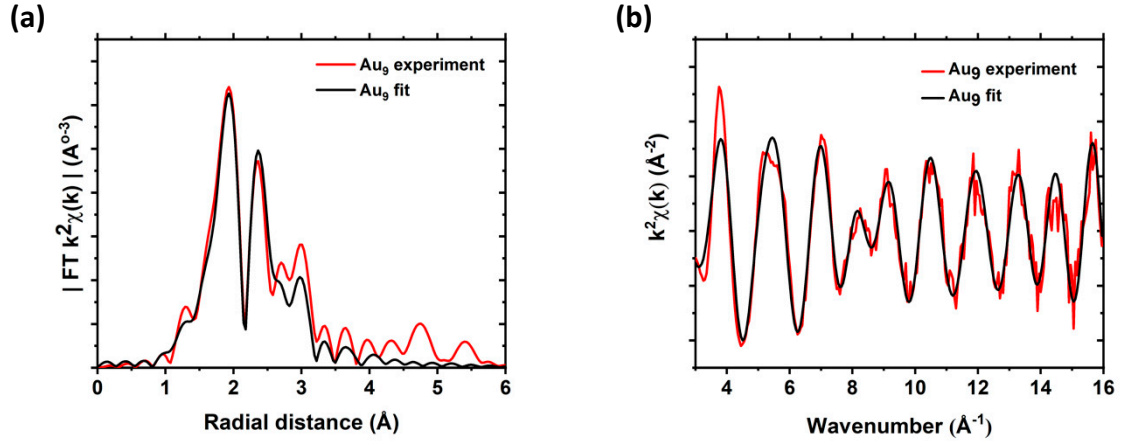 (a)
Au₉ experiment
Au₉ fit
| FT k²χ(k) | (A°⁻³)
0 1 2 3 4 5 6
Radial distance (Å)
(b)
Au9 experiment
Au9 fit
k²χ(k) (Å⁻²)
4 6 8 10 12 14 16
Wavenumber (Å⁻¹)